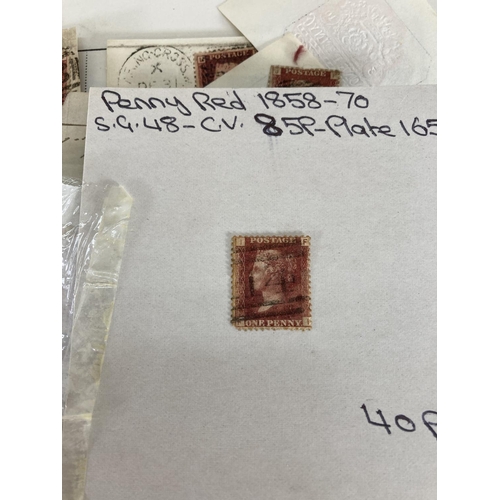 Penny Red 1858-70
S.G.48 - C.V. 85P - Plate 165
POSTAGE
ONE PENNY
40P